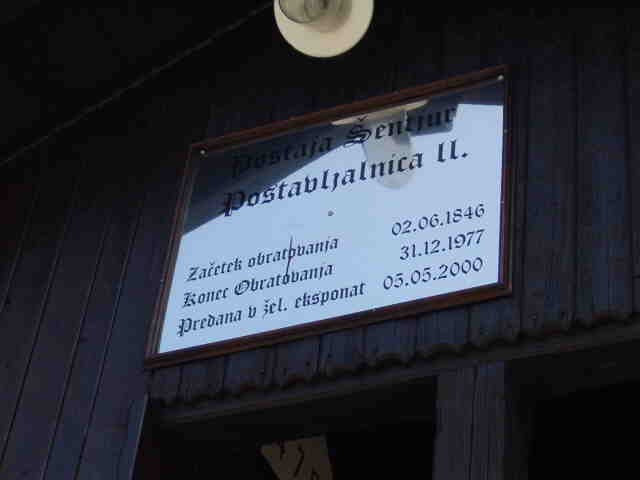 Postaja Šentjur
Postavljalnica II.
Začetek obratovanja 02.06.1846
Konec Obratovanja 31.12.1977
Predana v žel. eksponat 05.05.2000